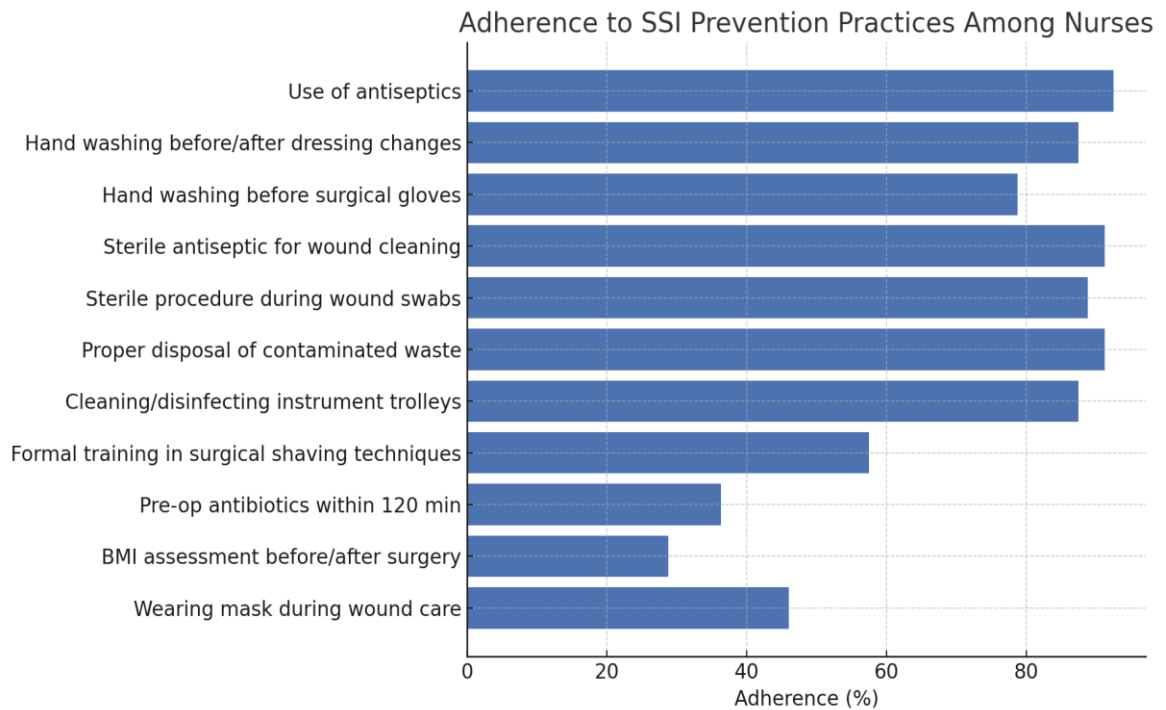 Adherence to SSI Prevention Practices Among Nurses
Use of antiseptics
Hand washing before/after dressing changes
Hand washing before surgical gloves
Sterile antiseptic for wound cleaning
Sterile procedure during wound swabs
Proper disposal of contaminated waste
Cleaning/disinfecting instrument trolleys
Formal training in surgical shaving techniques
Pre-op antibiotics within 120 min
BMI assessment before/after surgery
Wearing mask during wound care
0 20 40 60 80
Adherence (%)